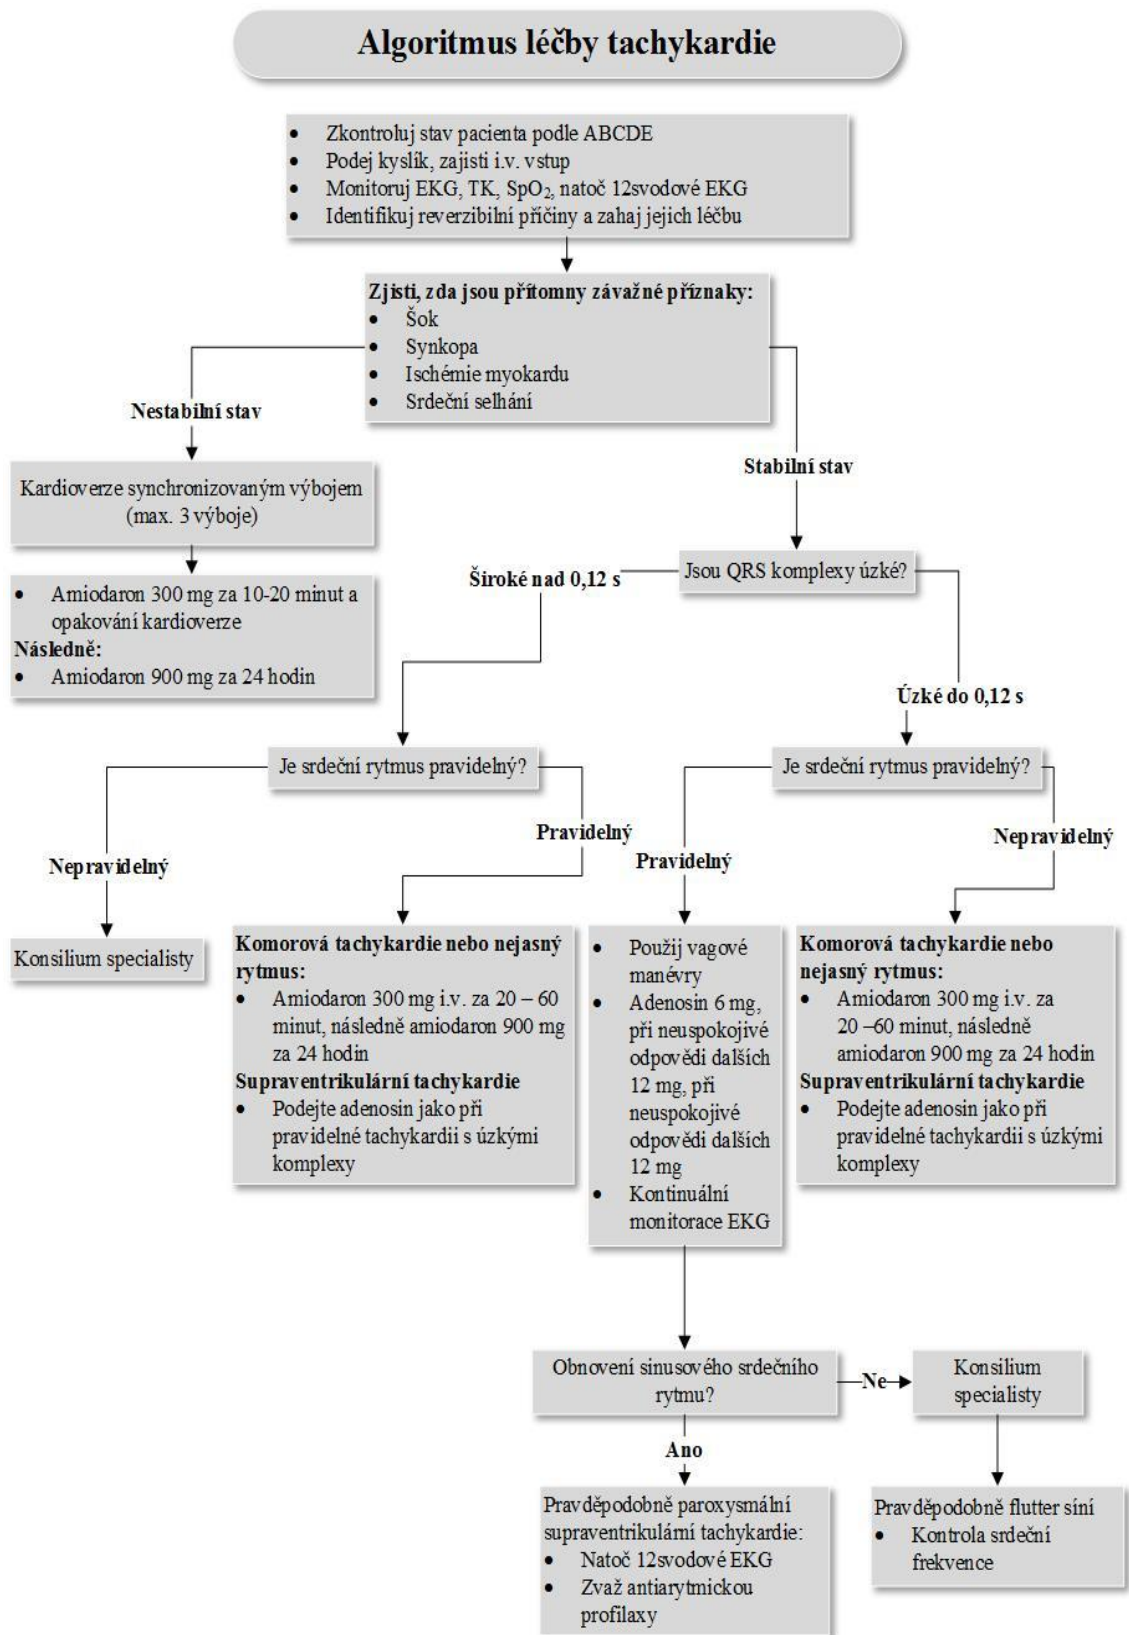 Algoritmus léčby tachykardie
• Zkontroluj stav pacienta podle ABCDE
• Podej kyslík, zajisti i.v. vstup
• Monitoruj EKG, TK, SpO₂, natoč 12svodové EKG
• Identifikuj reverzibilní příčiny a zahaj jejich léčbu
Zjisti, zda jsou přítomny závažné příznaky:
• Šok
• Synkopa
• Ischémie myokardu
• Srdeční selhání
Nestabilní stav
Stabilní stav
Kardioverze synchronizovaným výbojem
(max. 3 výboje)
• Amiodaron 300 mg za 10-20 minut a
opakování kardioverze
Následně:
• Amiodaron 900 mg za 24 hodin
Jsou QRS komplexy úzké?
Široké nad 0,12 s
Úzké do 0,12 s
Je srdeční rytmus pravidelný?
Je srdeční rytmus pravidelný?
Nepravidelný
Pravidelný
Pravidelný
Nepravidelný
Konsilium specialisty
Komorová tachykardie nebo nejasný
rytmus:
• Amiodaron 300 mg i.v. za 20 – 60
minut, následně amiodaron 900 mg
za 24 hodin
Supraventrikulární tachykardie
• Podejte adenosin jako při
pravidelné tachykardii s úzkými
komplexy
• Použij vagové
manévry
• Adenosin 6 mg,
při neuspokojivé
odpovědi dalších
12 mg, při
neuspokojivé
odpovědi dalších
12 mg
• Kontinuální
monitorace EKG
Komorová tachykardie nebo
nejasný rytmus:
• Amiodaron 300 mg i.v. za
20 –60 minut, následně
amiodaron 900 mg za 24 hodin
Supraventrikulární tachykardie
• Podejte adenosin jako při
pravidelné tachykardii s úzkými
komplexy
Obnovení sinusového srdečního
rytmu?
Ne
Konsilium
specialisty
Ano
Pravděpodobně paroxysmální
supraventrikulární tachykardie:
• Natoč 12svodové EKG
• Zvaž antiarytmickou
profilaxy
Pravděpodobně flutter síní
• Kontrola srdeční
frekvence